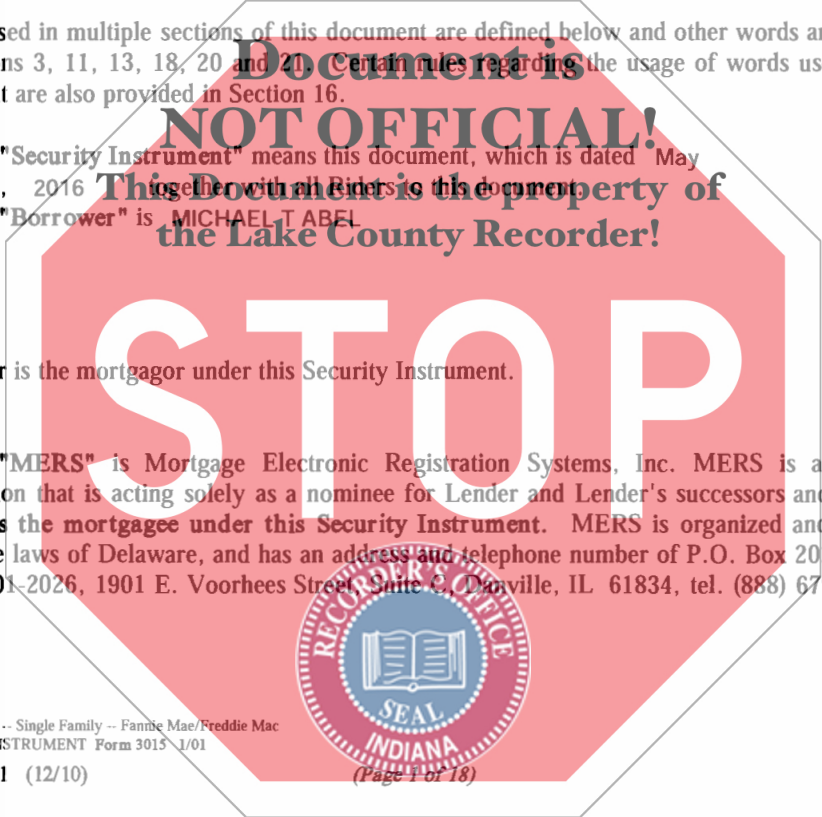 sed in multiple sections of this document are defined below and other words ar
ns 3, 11, 13, 18, 20 and 21. Certain rules regarding the usage of words us
t are also provided in Section 16.
Document is
NOT OFFICIAL!
This Document is the property of
the Lake County Recorder!
"Security Instrument" means this document, which is dated May
, 2016 together with all Riders to this document.
"Borrower" is MICHAEL T ABEL
STOP
r is the mortgagor under this Security Instrument.
"MERS" is Mortgage Electronic Registration Systems, Inc. MERS is a
on that is acting solely as a nominee for Lender and Lender's successors and
s the mortgagee under this Security Instrument. MERS is organized and
e laws of Delaware, and has an address and telephone number of P.O. Box 20
01-2026, 1901 E. Voorhees Street, Suite C, Danville, IL 61834, tel. (888) 67
RECORDER'S OFFICE
SEAL
INDIANA
-- Single Family -- Fannie Mae/Freddie Mac
STRUMENT Form 3015 1/01
1 (12/10)
(Page 1 of 18)